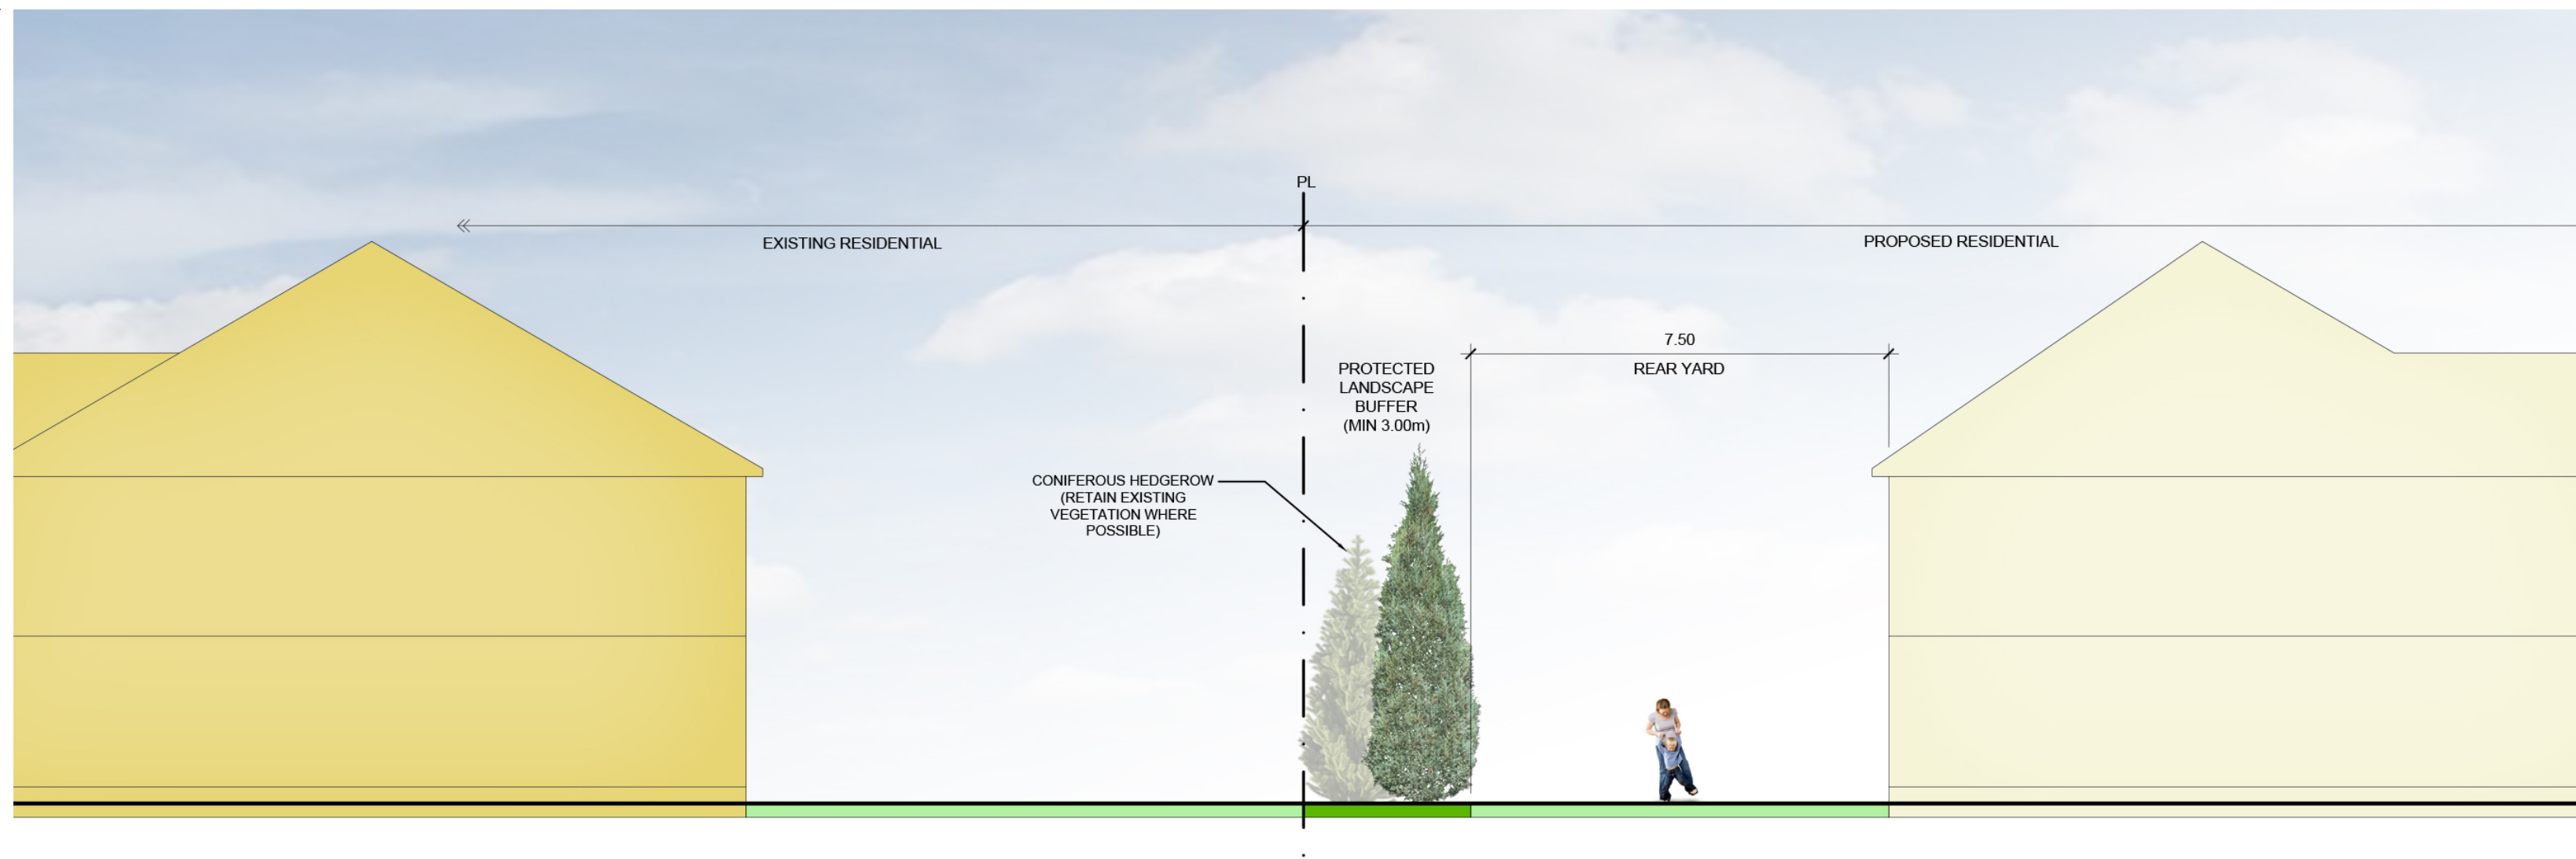 PL
EXISTING RESIDENTIAL
PROPOSED RESIDENTIAL
7.50
REAR YARD
PROTECTED
LANDSCAPE
BUFFER
(MIN 3.00m)
CONIFEROUS HEDGEROW
(RETAIN EXISTING
VEGETATION WHERE
POSSIBLE)